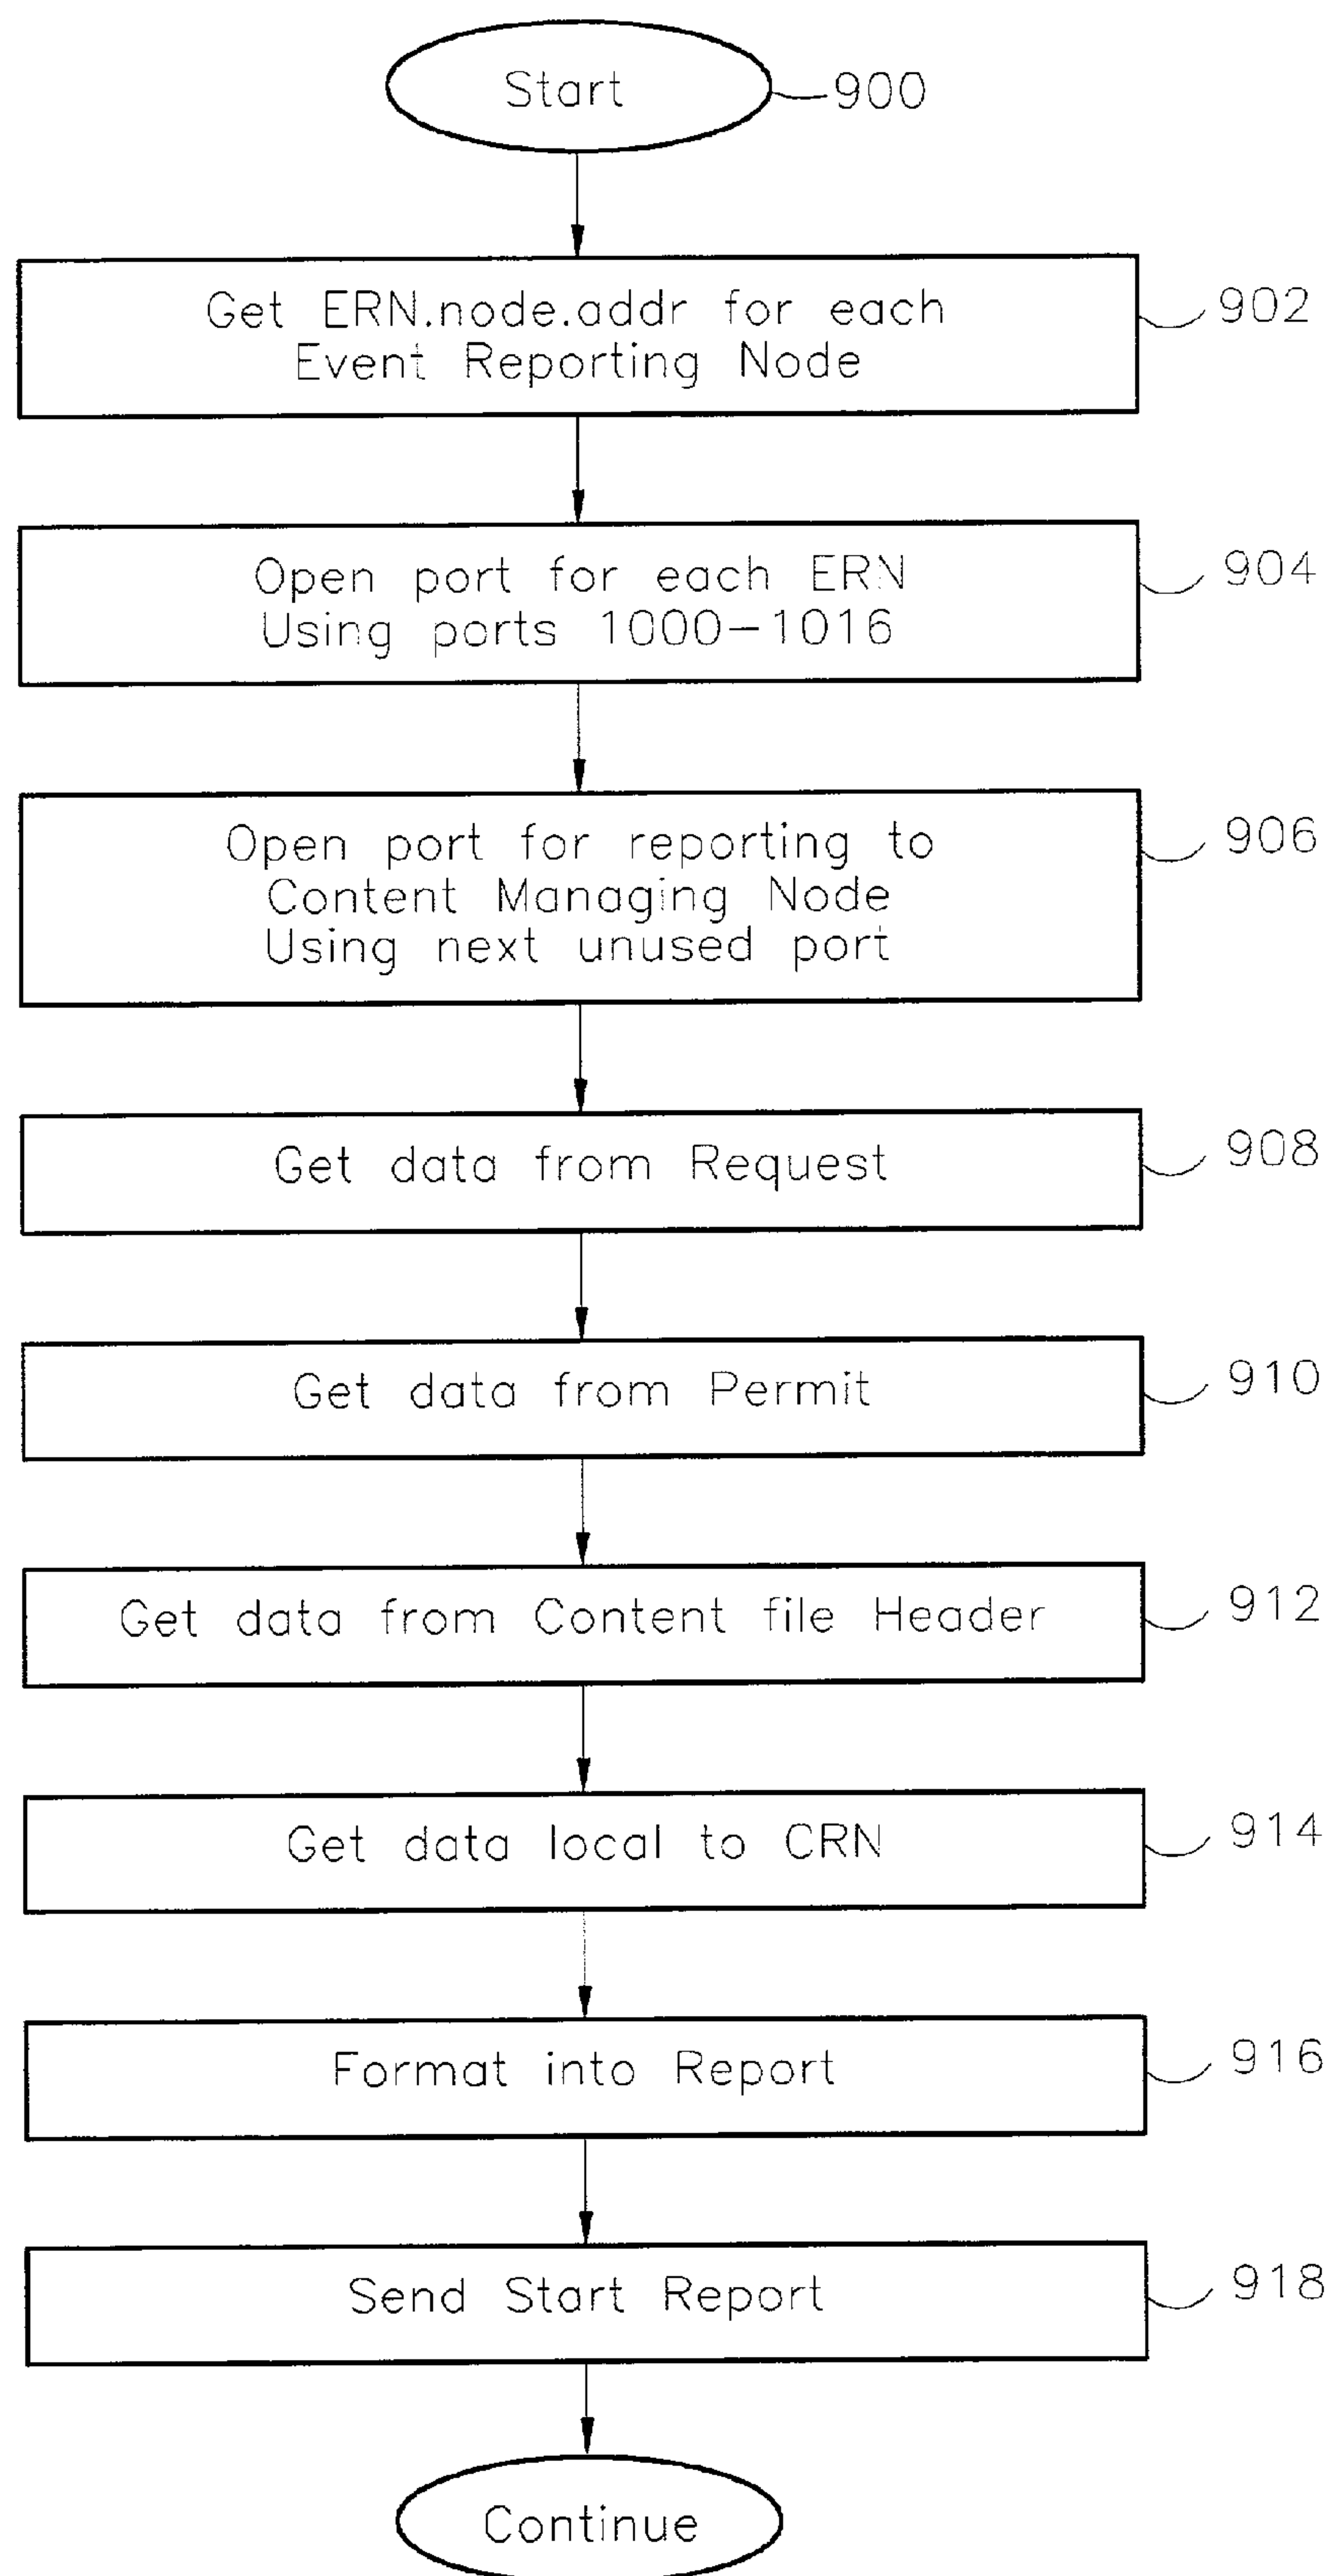 Start
900
Get ERN.node.addr for each
Event Reporting Node
902
Open port for each ERN
Using ports 1000-1016
904
Open port for reporting to
Content Managing Node
Using next unused port
906
Get data from Request
908
Get data from Permit
910
Get data from Content file Header
912
Get data local to CRN
914
Format into Report
916
Send Start Report
918
Continue